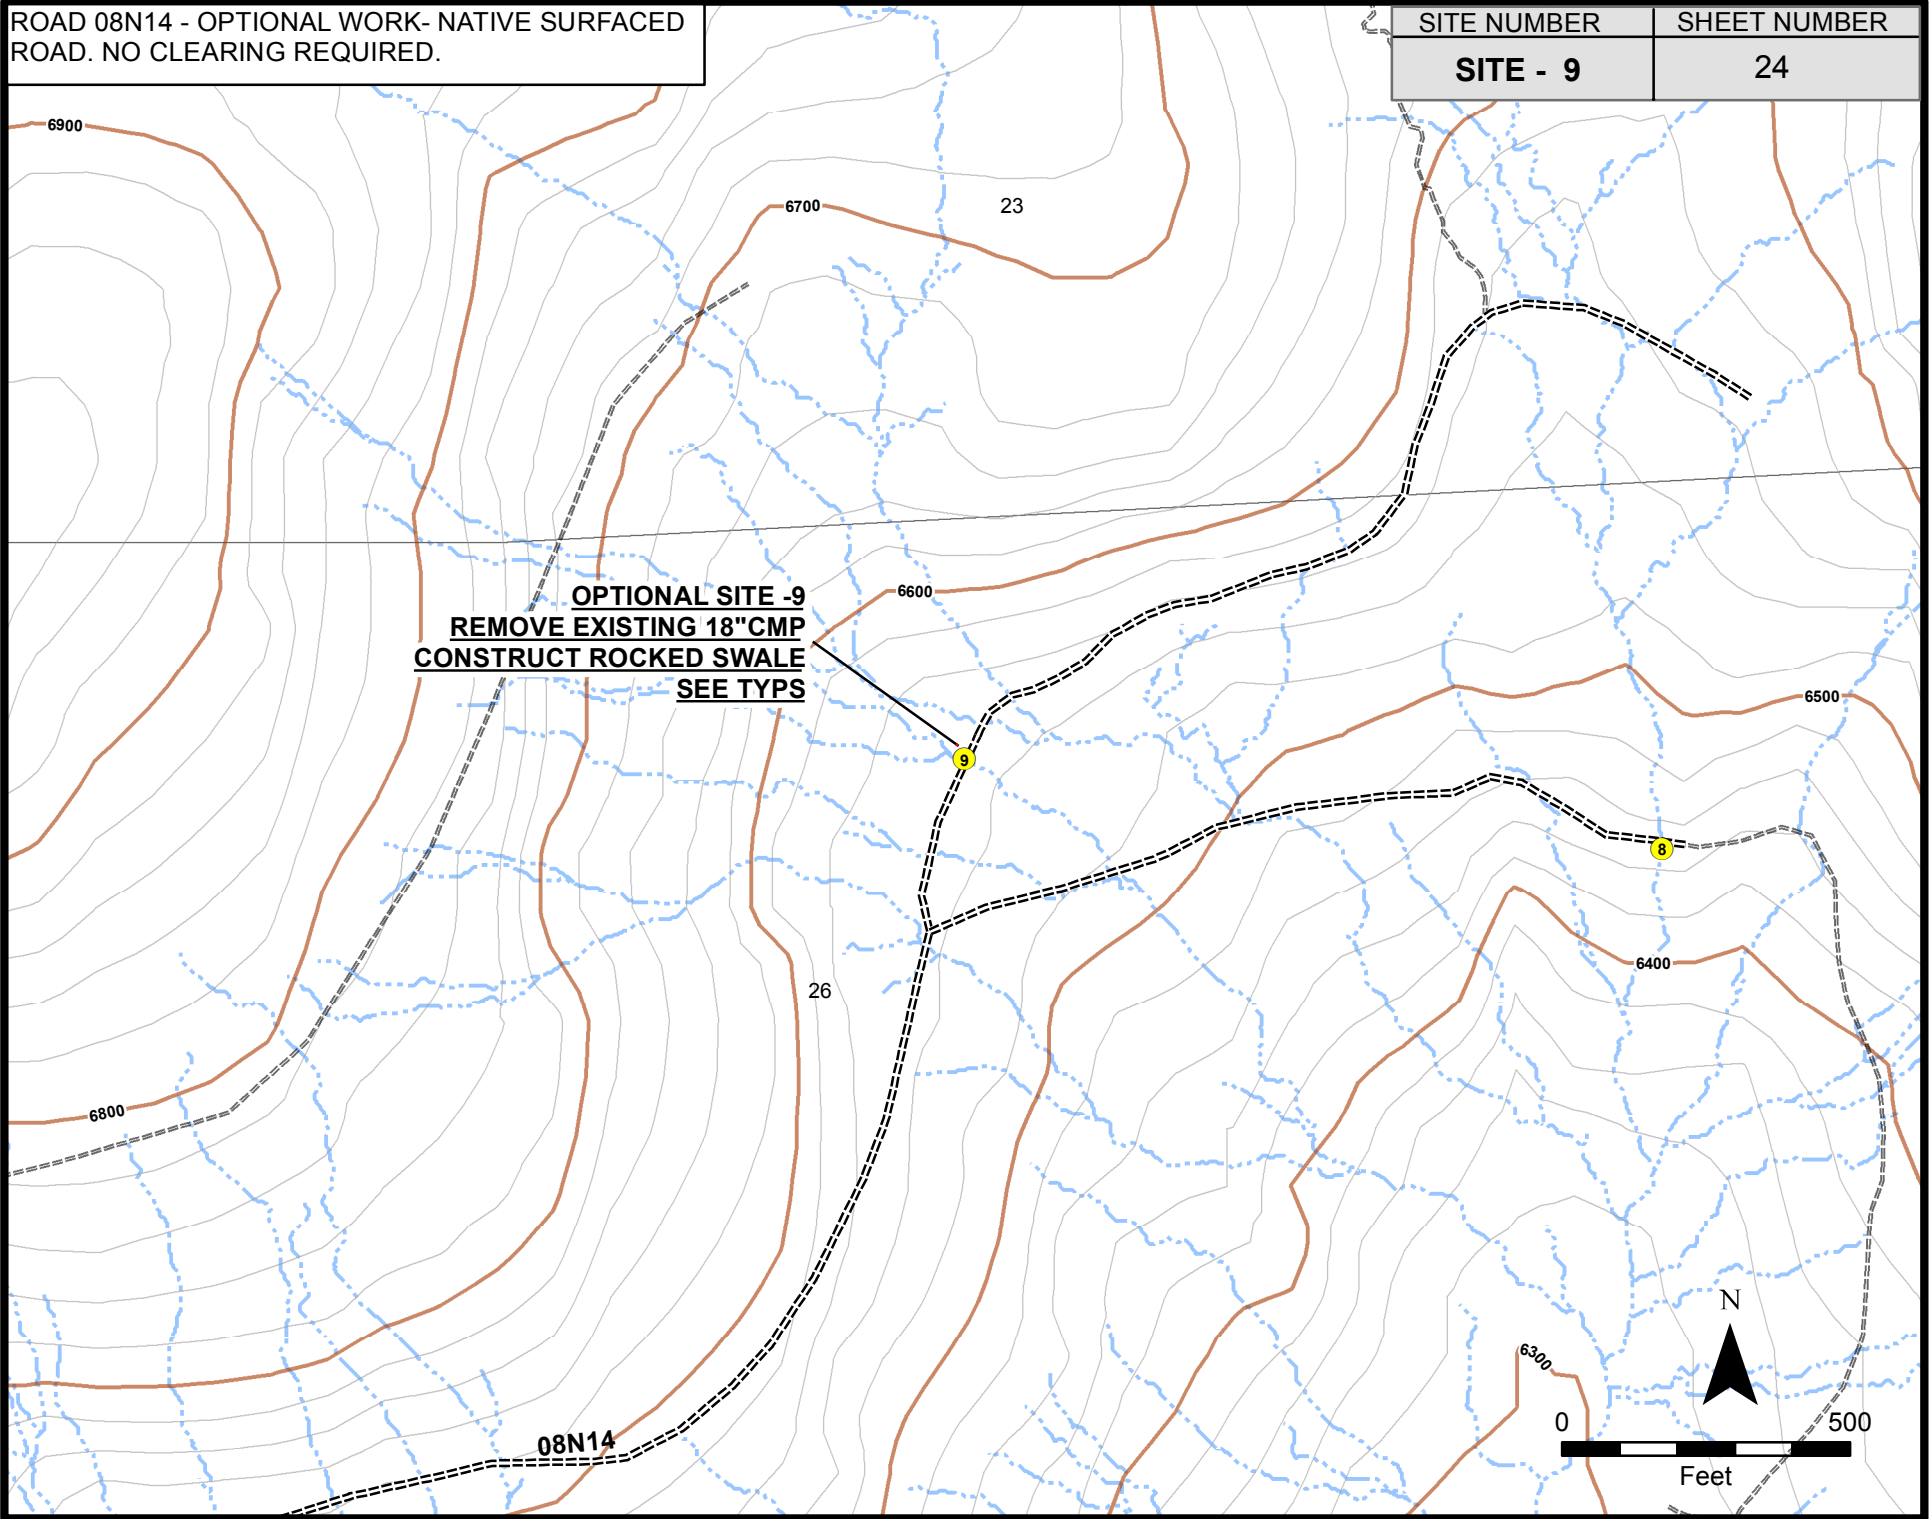 ROAD 08N14 - OPTIONAL WORK- NATIVE SURFACED
ROAD. NO CLEARING REQUIRED.
SITE NUMBER
SHEET NUMBER
SITE - 9
24
6900
6700
23
OPTIONAL SITE -9
REMOVE EXISTING 18"CMP
CONSTRUCT ROCKED SWALE
SEE TYPS
6600
6500
9
8
6400
26
6800
N
6300
0
500
Feet
08N14